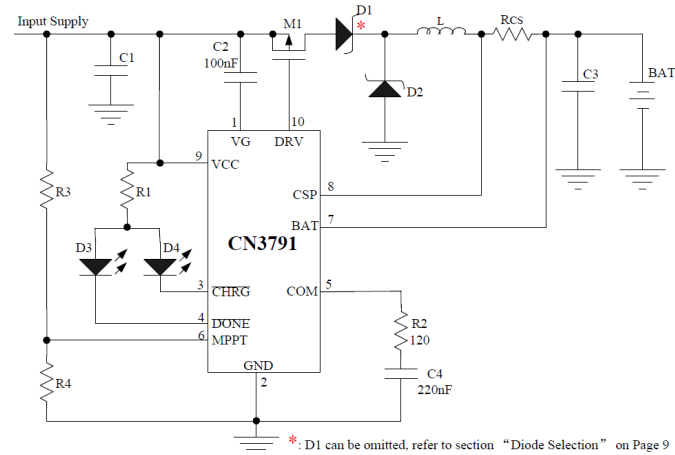 Input Supply
M1
D1
*
L
RCS
C1
C2
100nF
C3
BAT
D2
1
10
VG
DRV
9
VCC
8
CSP
R3
R1
7
BAT
CN3791
D3
D4
3
CHRG
COM
5
4
DONE
R2
120
6
MPPT
GND
C4
220nF
R4
2
*: D1 can be omitted, refer to section “Diode Selection” on Page 9